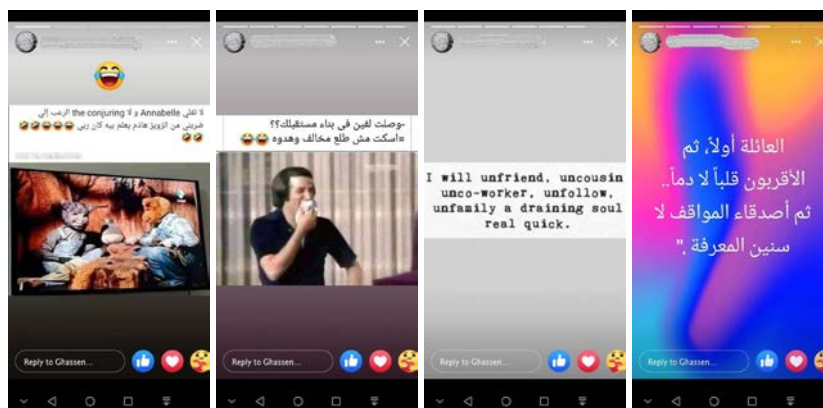 لا تقلي Annabelle و لا the conjuring الرعب إلي
ضربني من الزويز هاذم يعلم بيه كان ربي 😂😂😂🤣🤣
🤣🤣
Reply to Ghassen...
-وصلت لفين فى بناء مستقبلك؟؟
=اسكت مش طلع مخالف وهدوه 😂😂
Reply to Ghassen...
I will unfriend, uncousin
unco-worker, unfollow,
unfamily a draining soul
real quick.
Reply to Ghassen...
العائلة أولاً، ثم
الأقربون قلباً لا دماً..
ثم أصدقاء المواقف لا
سنين المعرفة ."
Reply to Ghassen...